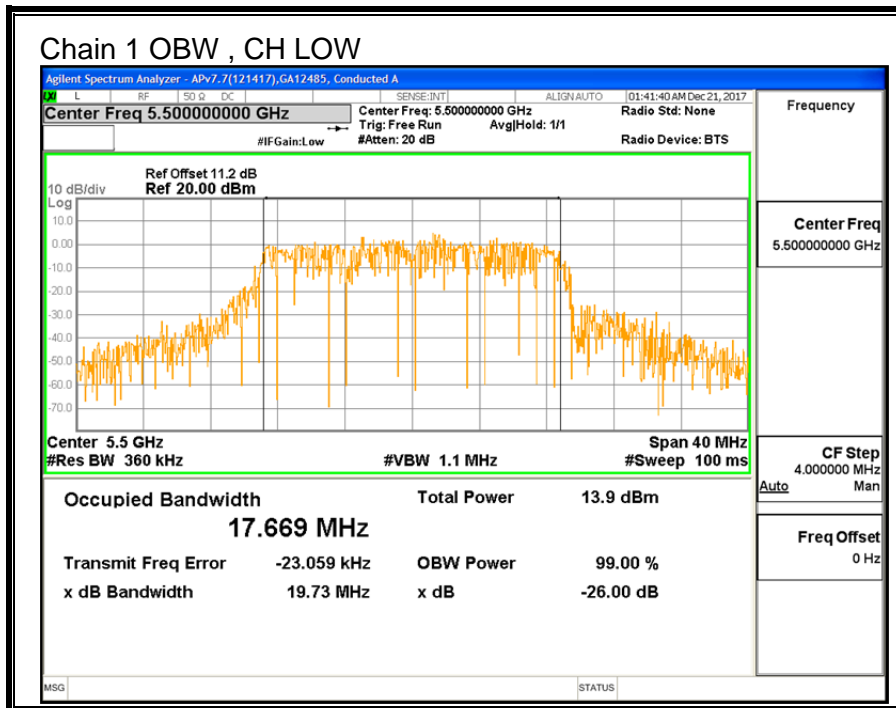 Chain 1 OBW , CH LOW
Agilent Spectrum Analyzer - APv7.7(121417),GA12485, Conducted A
LXI L RF 50 Ω DC SENSE:INT ALIGN AUTO 01:41:40 AM Dec 21, 2017
Center Freq 5.500000000 GHz
Center Freq: 5.500000000 GHz
Radio Std: None
Trig: Free Run Avg|Hold: 1/1
#IFGain:Low
#Atten: 20 dB
Radio Device: BTS
Ref Offset 11.2 dB
10 dB/div Ref 20.00 dBm
Log
10.0
0.00
-10.0
-20.0
-30.0
-40.0
-50.0
-60.0
-70.0
Center 5.5 GHz
Span 40 MHz
#Res BW 360 kHz
#VBW 1.1 MHz
#Sweep 100 ms
Occupied Bandwidth
Total Power 13.9 dBm
17.669 MHz
Transmit Freq Error -23.059 kHz
OBW Power 99.00 %
x dB Bandwidth 19.73 MHz
x dB -26.00 dB
MSG
STATUS
Frequency
Center Freq
5.500000000 GHz
CF Step
4.000000 MHz
Auto Man
Freq Offset
0 Hz